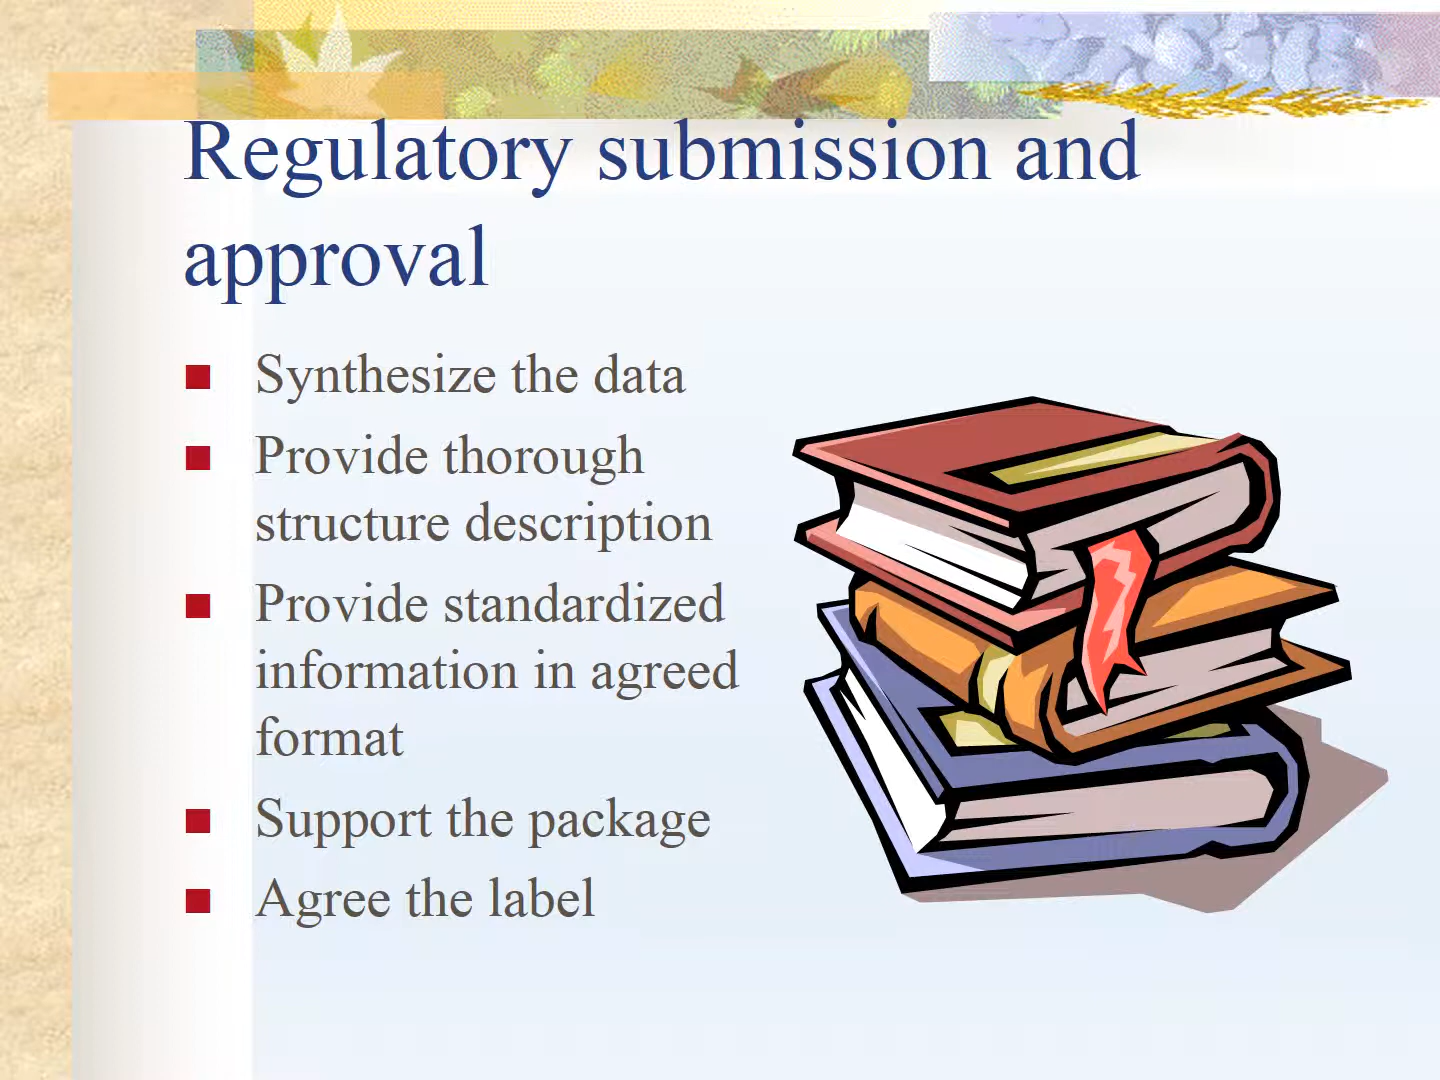 Regulatory submission and
approval
Synthesize the data
Provide thorough
structure description
Provide standardized
information in agreed
format
Support the package
Agree the label